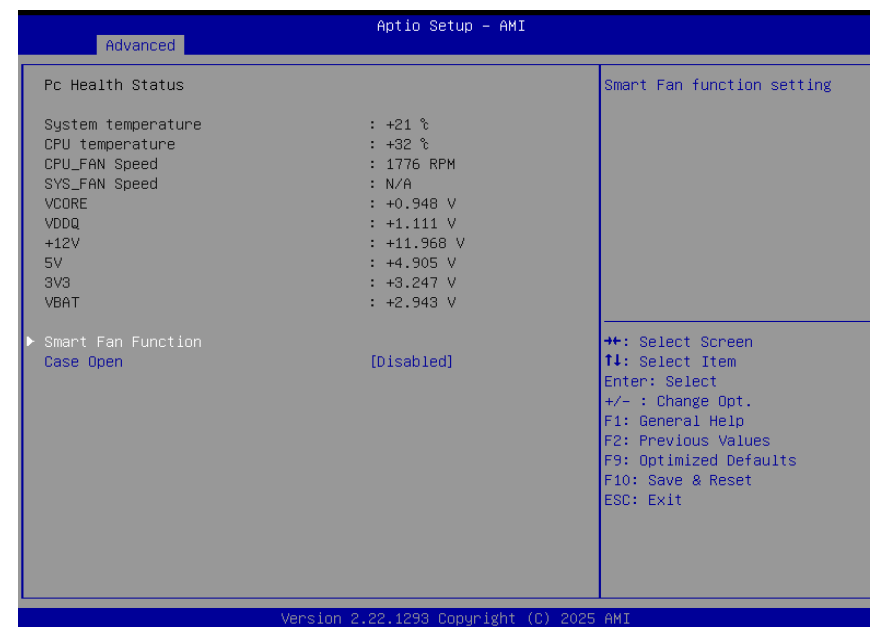 Aptio Setup – AMI
Advanced
Pc Health Status
System temperature : +21 ℃
CPU temperature : +32 ℃
CPU_FAN Speed : 1776 RPM
SYS_FAN Speed : N/A
VCORE : +0.948 V
VDDQ : +1.111 V
+12V : +11.968 V
5V : +4.905 V
3V3 : +3.247 V
VBAT : +2.943 V
Smart Fan Function
Case Open [Disabled]
Smart Fan function setting
→←: Select Screen
↑↓: Select Item
Enter: Select
+/- : Change Opt.
F1: General Help
F2: Previous Values
F9: Optimized Defaults
F10: Save & Reset
ESC: Exit
Version 2.22.1293 Copyright (C) 2025 AMI